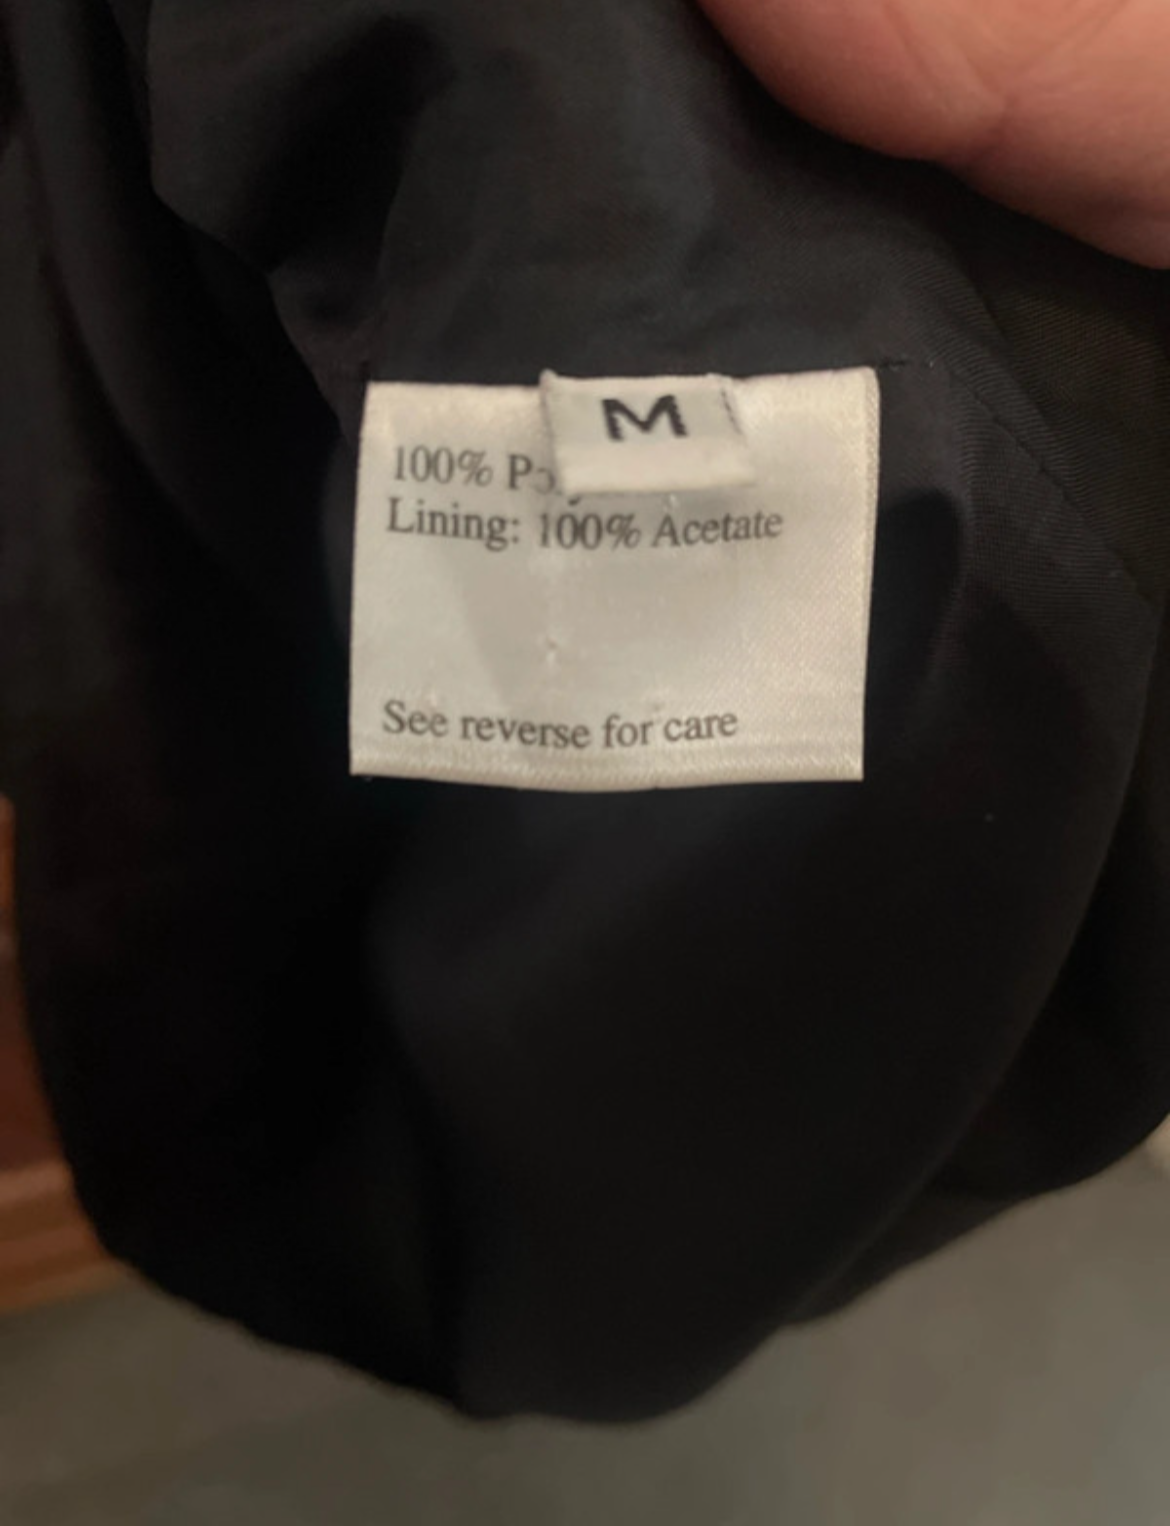 M
100%
Lining: 100% Acetate
See reverse for care